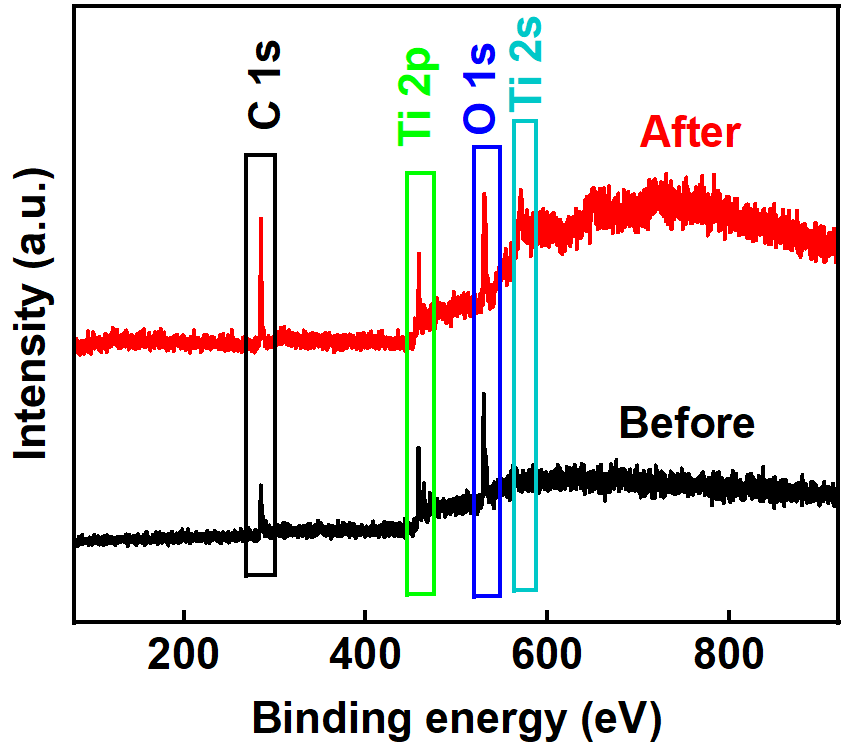 C 1s
Ti 2p
O 1s
Ti 2s
After
Before
Intensity (a.u.)
200
400
600
800
Binding energy (eV)